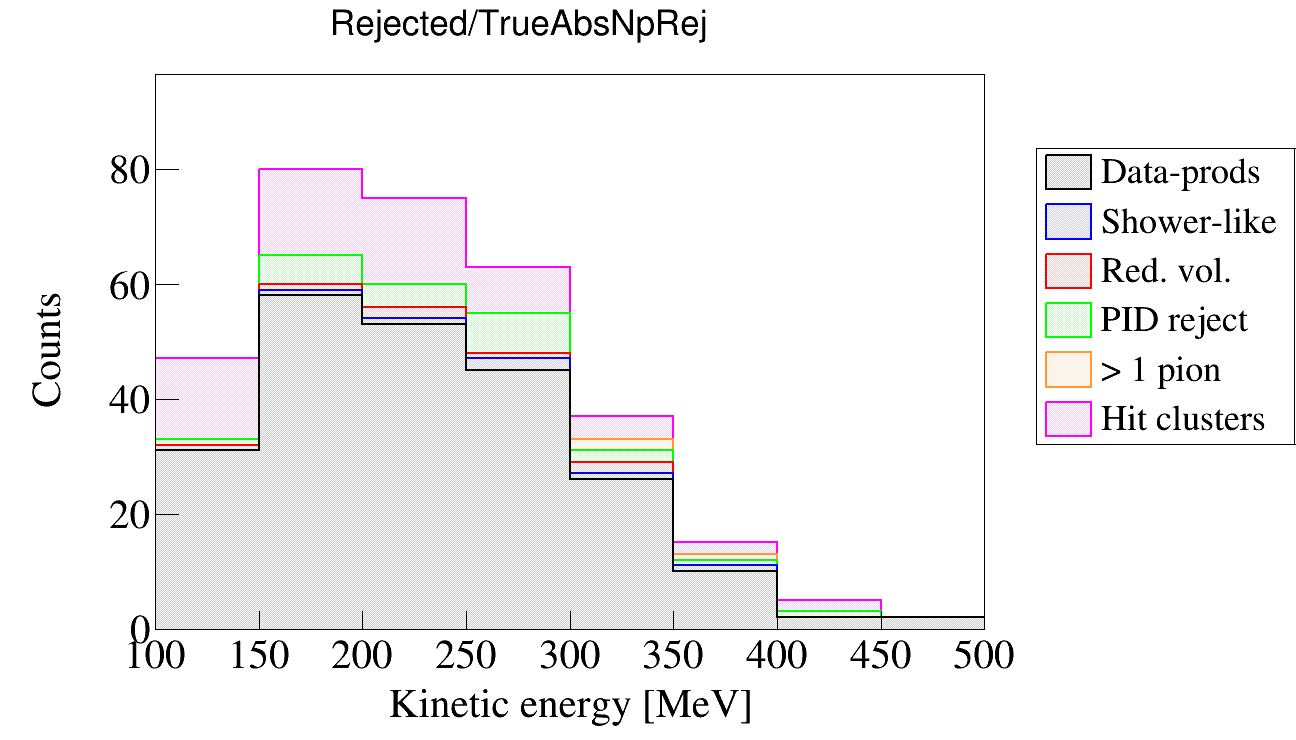 Rejected/TrueAbsNpRej
Counts
80
60
40
20
0
100 150 200 250 300 350 400 450 500
Kinetic energy [MeV]
Data-prods
Shower-like
Red. vol.
PID reject
> 1 pion
Hit clusters